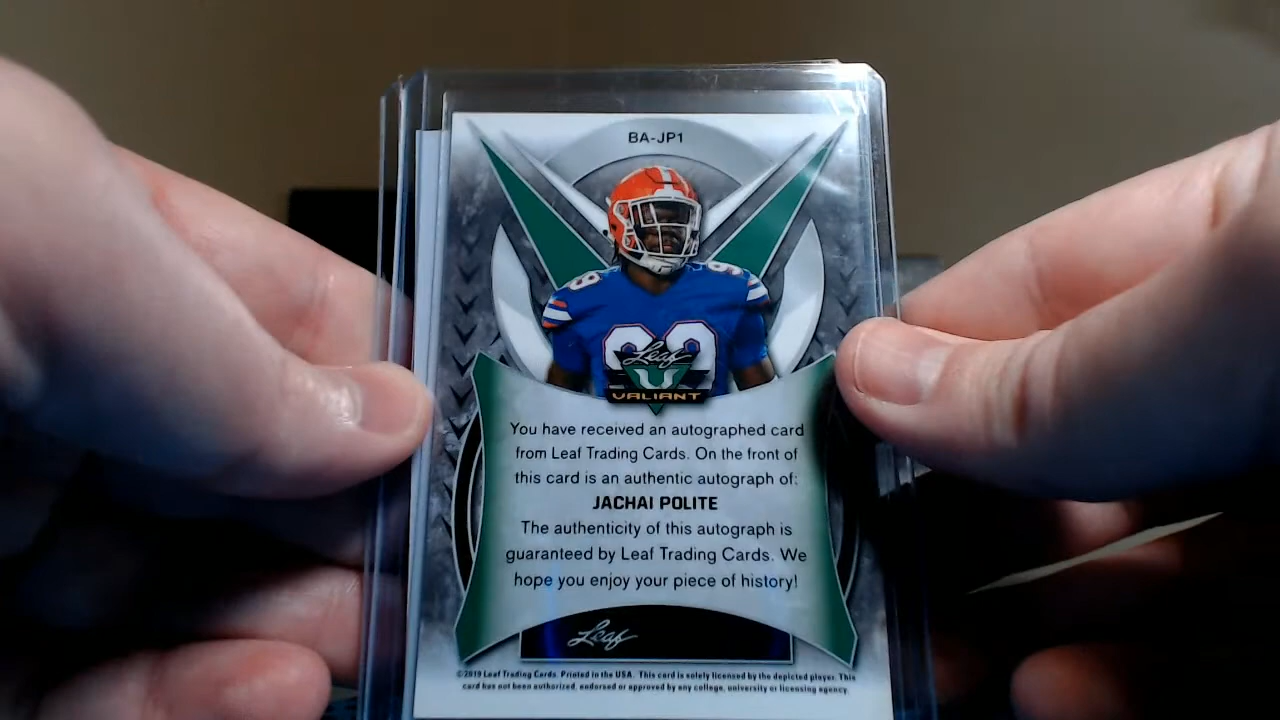 BA-JP1
99
99
Leaf
VALIANT
You have received an autographed card
from Leaf Trading Cards. On the front of
this card is an authentic autograph of:
JACHAI POLITE
The authenticity of this autograph is
guaranteed by Leaf Trading Cards. We
hope you enjoy your piece of history!
Leaf
©2019 Leaf Trading Cards. Printed in the USA. This card is solely licensed by the depicted player. This
card has not been authorized, endorsed or approved by any college, university or licensing agency.